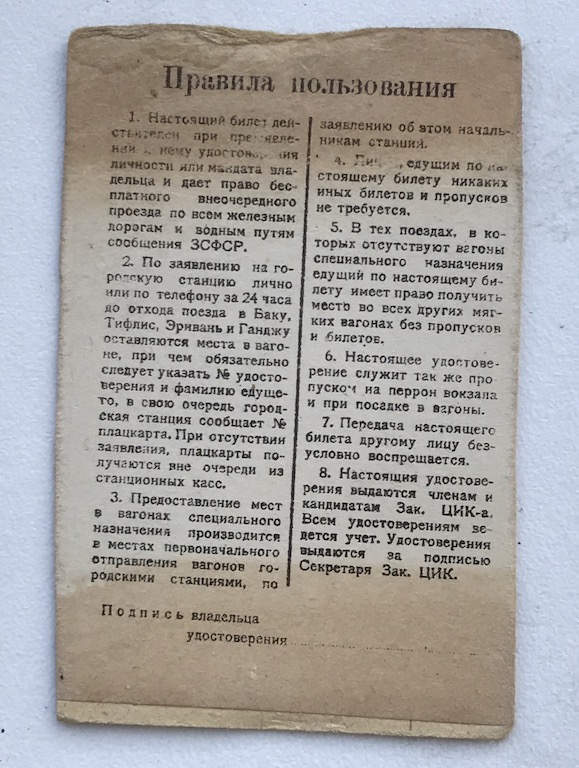 Правила пользования
1. Настоящий билет дей-
ствителен при предъявле-
нии к нему удостоверения
личности или мандата вла-
дельца и дает право бес-
платного внеочередного
проезда по всем железным
дорогам и водным путям
сообщения ЗСФСР.
2. По заявлению на го-
родскую станцию лично
или по телефону за 24 часа
до отхода поезда в Баку,
Тифлис, Эривань и Ганджу
оставляются места в ваго-
не, при чем обязательно
следует указать № удосто-
верения и фамилию едуще-
го, в свою очередь город-
ская станция сообщает №
плацкарта. При отсутствии
заявления, плацкарты по-
лучаются вне очереди из
станционных касс.
3. Предоставление мест
в вагонах специального
назначения производится
в местах первоначального
отправления вагонов го-
родскими станциями, по
заявлению об этом началь-
никам станций.
4. едущим по на-
стоящему билету никаких
иных билетов и пропусков
не требуется.
5. В тех поездах, в ко-
торых отсутствуют вагоны
специального назначения
едущий по настоящему би-
лету имеет право получить
место во всех других мяг-
ких вагонах без пропусков
и билетов.
6. Настоящее удостове-
рение служит так же про-
пуском на перрон вокзала
и при посадке в вагоны.
7. Передача настоящего
билета другому лицу без-
условно воспрещается.
8. Настоящия удостове-
рения выдаются членам и
кандидатам Зак. ЦИК-а.
Всем удостоверениям ве-
дется учет. Удостоверения
выдаются за подписью
Секретаря Зак. ЦИК.
Подпись владельца
удостоверения